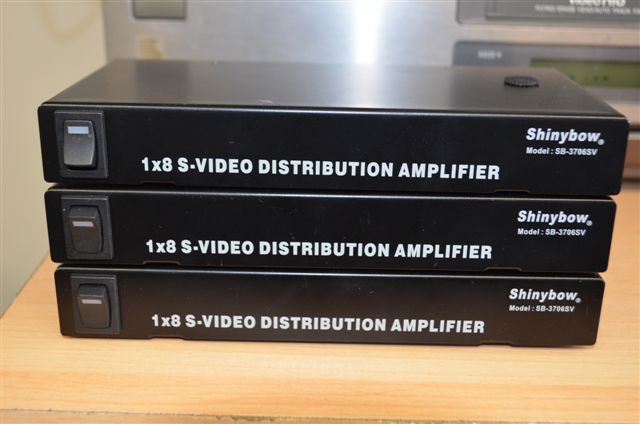 Shinybow®
Model : SB-3706SV
1x8 S-VIDEO DISTRIBUTION AMPLIFIER
Shinybow®
Model : SB-3706SV
1x8 S-VIDEO DISTRIBUTION AMPLIFIER
Shinybow®
Model : SB-3706SV
1x8 S-VIDEO DISTRIBUTION AMPLIFIER